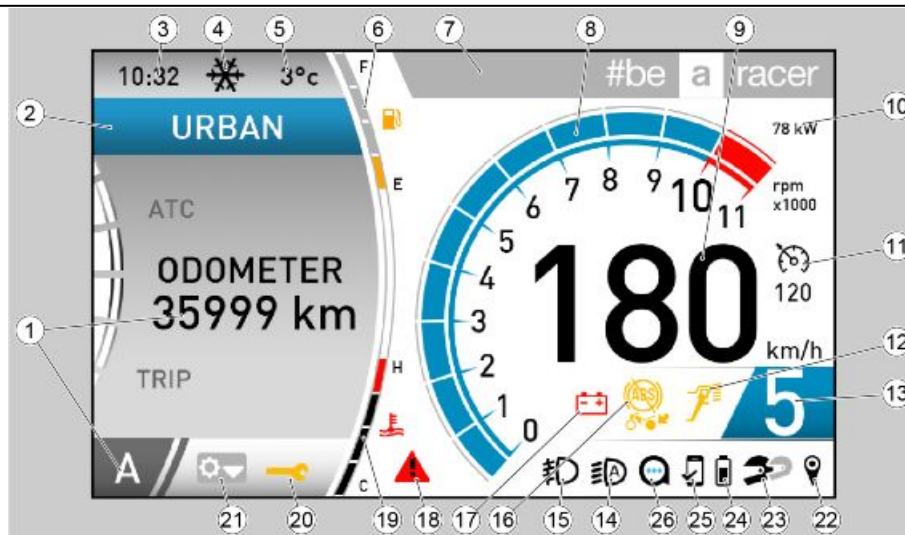 3 4 5 6 7 8 9
10:32 3°c F #be a racer
2 URBAN 10
78 kW
E
ATC
rpm
x1000
0 1 2 3 4 5 6 7 8 9 10 11
11
ODOMETER
35999 km
180
120
1
km/h
12
H
TRIP
ABS
5
13
A
A
C
21 20 19 18 17 16 15 14 26 25 24 23 22